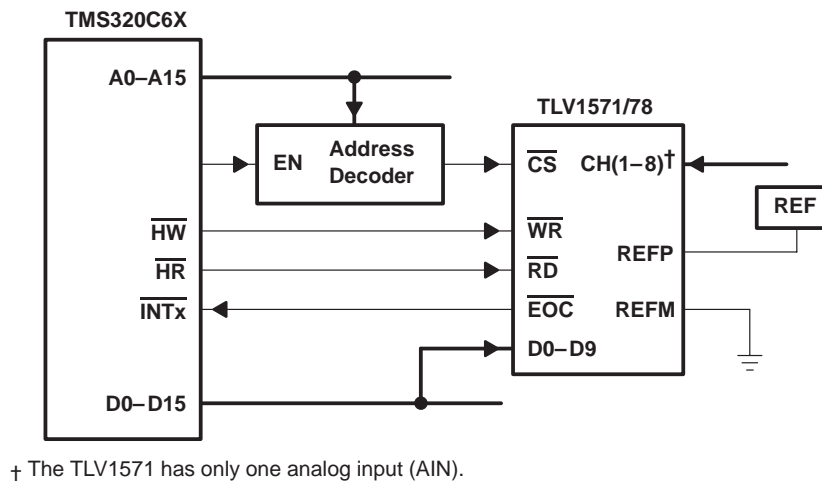 TMS320C6X
A0–A15
TLV1571/78
EN
Address
Decoder
CS
CH(1–8)†
REF
HW
WR
REFP
HR
RD
INTx
EOC
REFM
D0–D9
D0–D15
† The TLV1571 has only one analog input (AIN).